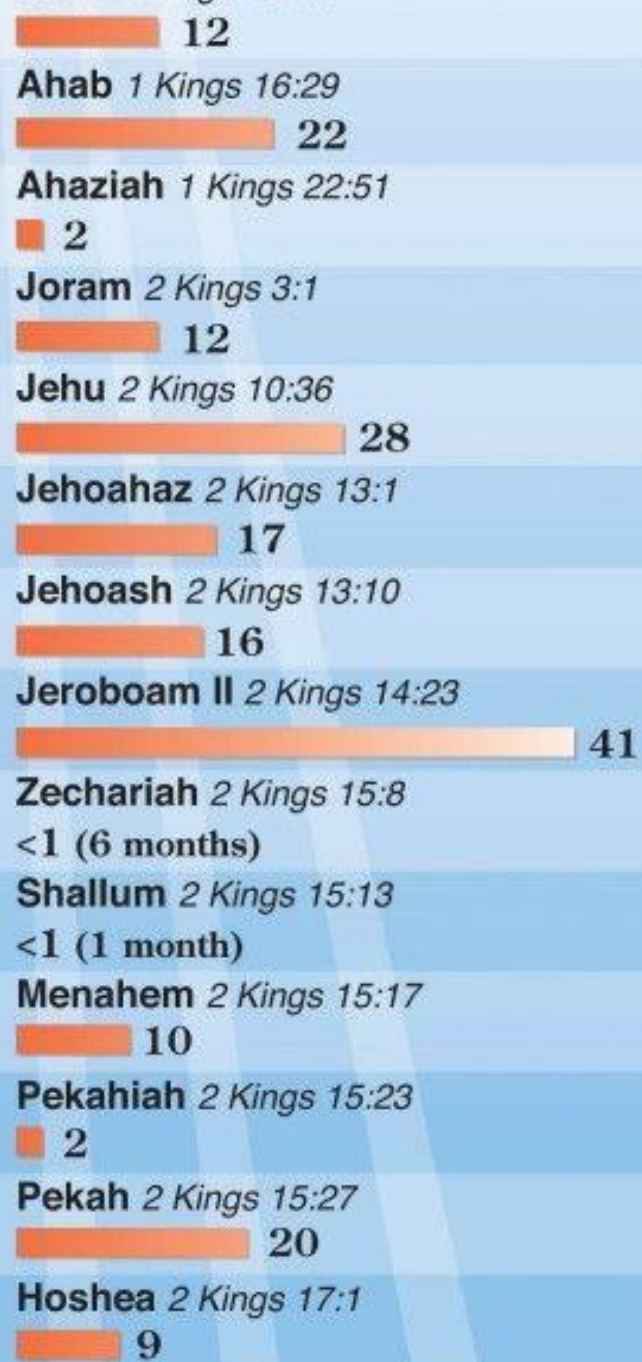 12
Ahab 1 Kings 16:29
22
Ahaziah 1 Kings 22:51
2
Joram 2 Kings 3:1
12
Jehu 2 Kings 10:36
28
Jehoahaz 2 Kings 13:1
17
Jehoash 2 Kings 13:10
16
Jeroboam II 2 Kings 14:23
41
Zechariah 2 Kings 15:8
<1 (6 months)
Shallum 2 Kings 15:13
<1 (1 month)
Menahem 2 Kings 15:17
10
Pekahiah 2 Kings 15:23
2
Pekah 2 Kings 15:27
20
Hoshea 2 Kings 17:1
9